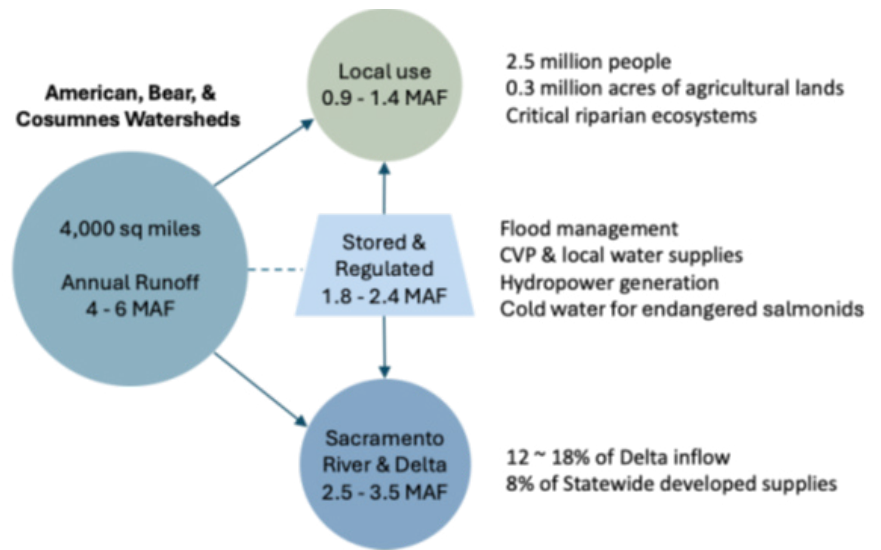 American, Bear, &
Cosumnes Watersheds
4,000 sq miles
Annual Runoff
4 - 6 MAF
Local use
0.9 - 1.4 MAF
2.5 million people
0.3 million acres of agricultural lands
Critical riparian ecosystems
Stored &
Regulated
1.8 - 2.4 MAF
Flood management
CVP & local water supplies
Hydropower generation
Cold water for endangered salmonids
Sacramento
River & Delta
2.5 - 3.5 MAF
12 ~ 18% of Delta inflow
8% of Statewide developed supplies